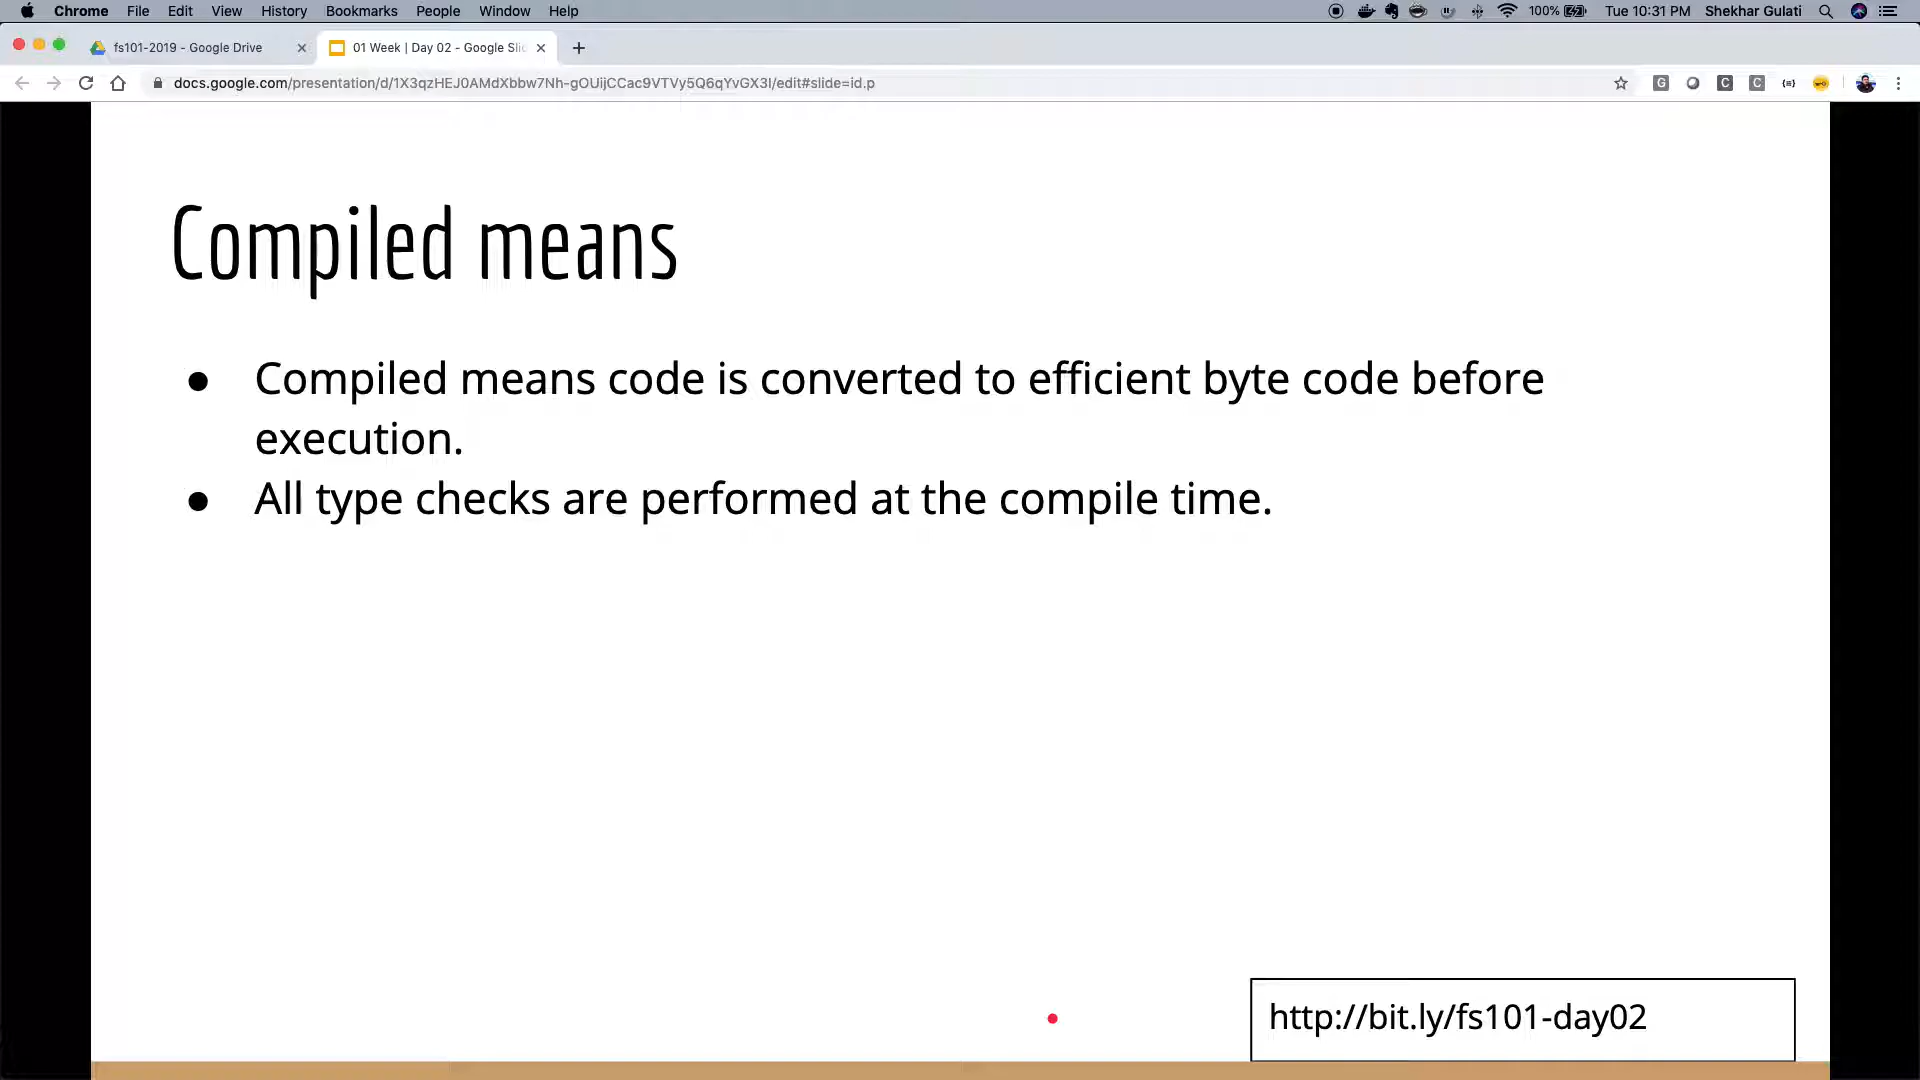 Chrome File Edit View History Bookmarks People Window Help 100% Tue 10:31 PM Shekhar Gulati
fs101-2019 - Google Drive 01 Week | Day 02 - Google Slic
docs.google.com/presentation/d/1X3qzHEJ0AMdXbbw7Nh-gOUijCCac9VTVy5Q6qYvGX3I/edit#slide=id.p
Compiled means
● Compiled means code is converted to efficient byte code before
execution.
● All type checks are performed at the compile time.
http://bit.ly/fs101-day02